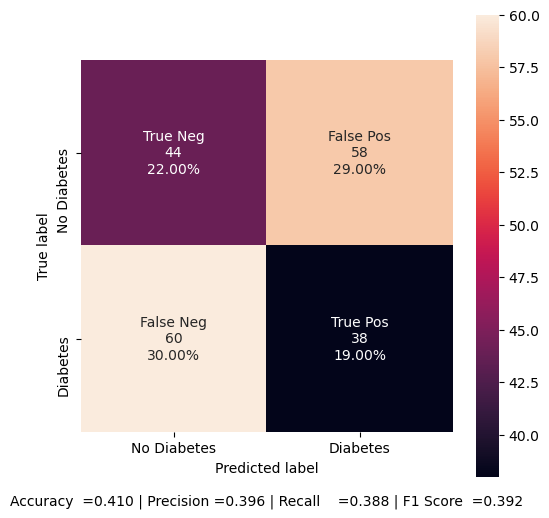 True Neg
44
22.00%
False Pos
58
29.00%
False Neg
60
30.00%
True Pos
38
19.00%
True label
No Diabetes
Diabetes
No Diabetes
Diabetes
Predicted label
60.0
57.5
55.0
52.5
50.0
47.5
45.0
42.5
40.0
Accuracy  =0.410 | Precision =0.396 | Recall    =0.388 | F1 Score  =0.392